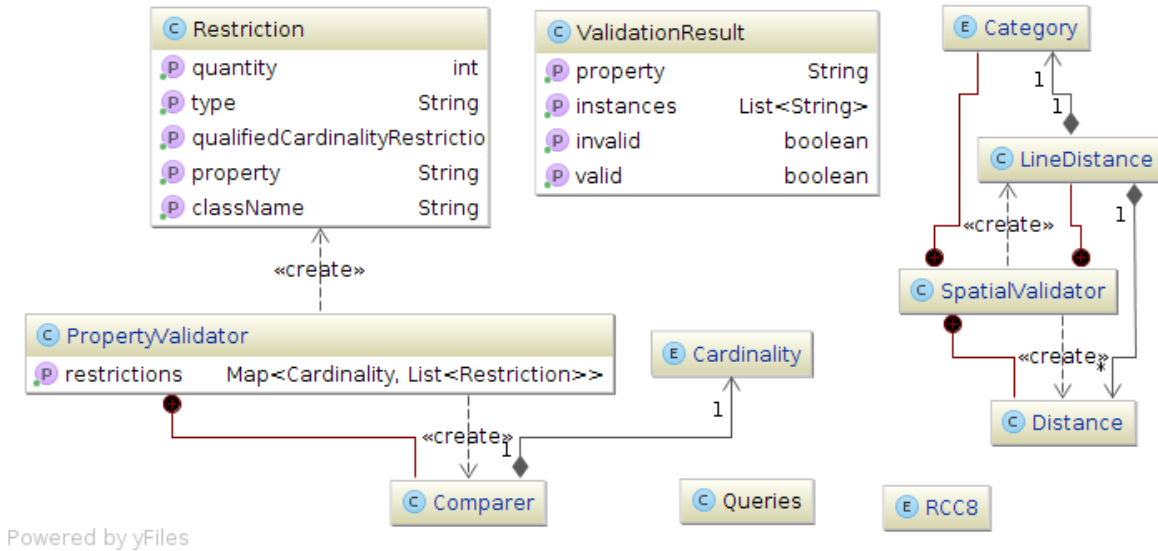 C Restriction
P quantity int
P type String
P qualifiedCardinalityRestrictio
P property String
P className String
C ValidationResult
P property String
P instances List<String>
P invalid boolean
P valid boolean
E Category
1
1
C LineDistance
1
«create»
C SpatialValidator
«create»
*
C Distance
«create»
C PropertyValidator
P restrictions Map<Cardinality, List<Restriction>>
E Cardinality
1
«create»
1
C Comparer
C Queries
E RCC8
Powered by yFiles